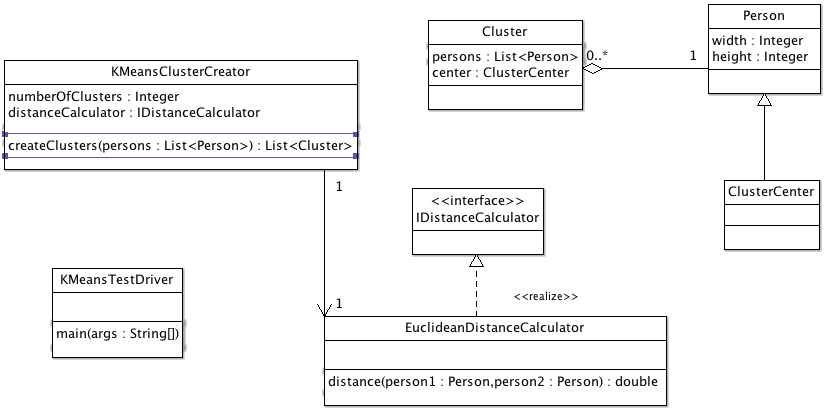 Person
width : Integer
height : Integer
Cluster
persons : List<Person>
center : ClusterCenter
0..*
1
KMeansClusterCreator
numberOfClusters : Integer
distanceCalculator : IDistanceCalculator
createClusters(persons : List<Person>) : List<Cluster>
1
<<interface>>
IDistanceCalculator
ClusterCenter
KMeansTestDriver
main(args : String[])
<<realize>>
1
EuclideanDistanceCalculator
distance(person1 : Person,person2 : Person) : double